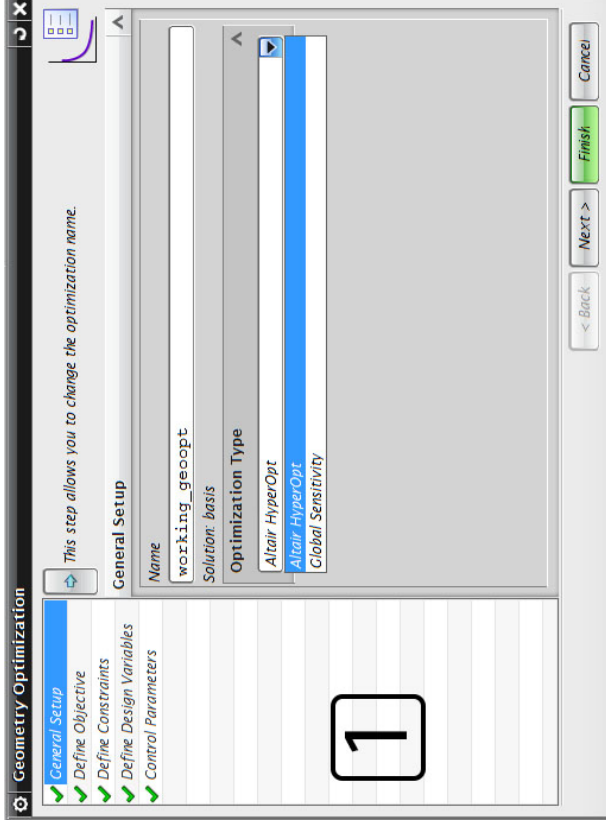 Geometry Optimization
General Setup
Define Objective
Define Constraints
Define Design Variables
Control Parameters
1
This step allows you to change the optimization name.
General Setup
Name
working_geoopt
Solution: basis
Optimization Type
Altair HyperOpt
Altair HyperOpt
Global Sensitivity
< Back
Next >
Finish
Cancel